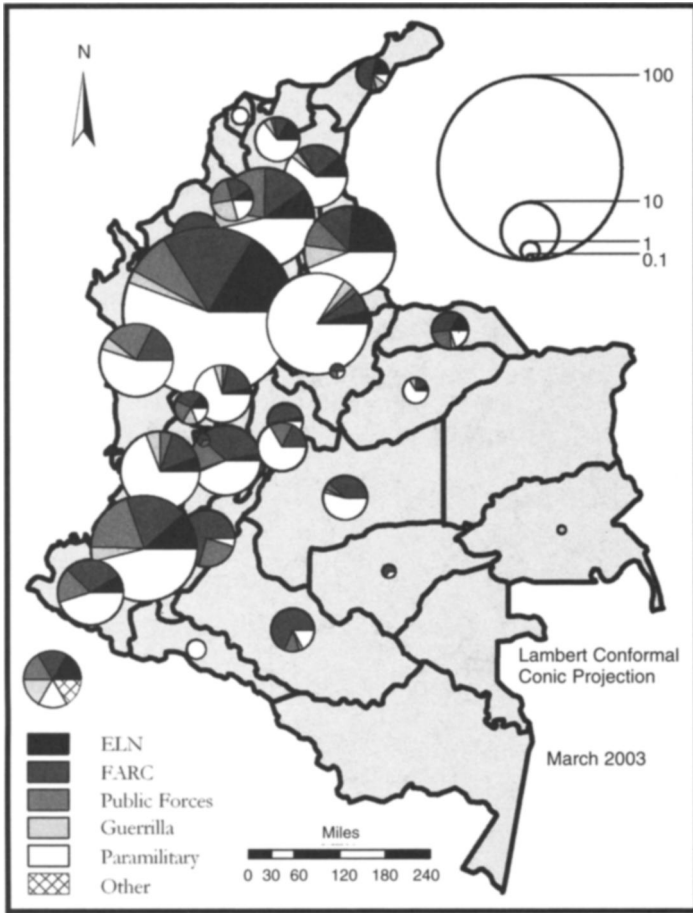 N
100
10
1
0.1
Lambert Conformal
Conic Projection
March 2003
ELN
FARC
Public Forces
Guerrilla
Paramilitary
Other
Miles
0 30 60 120 180 240